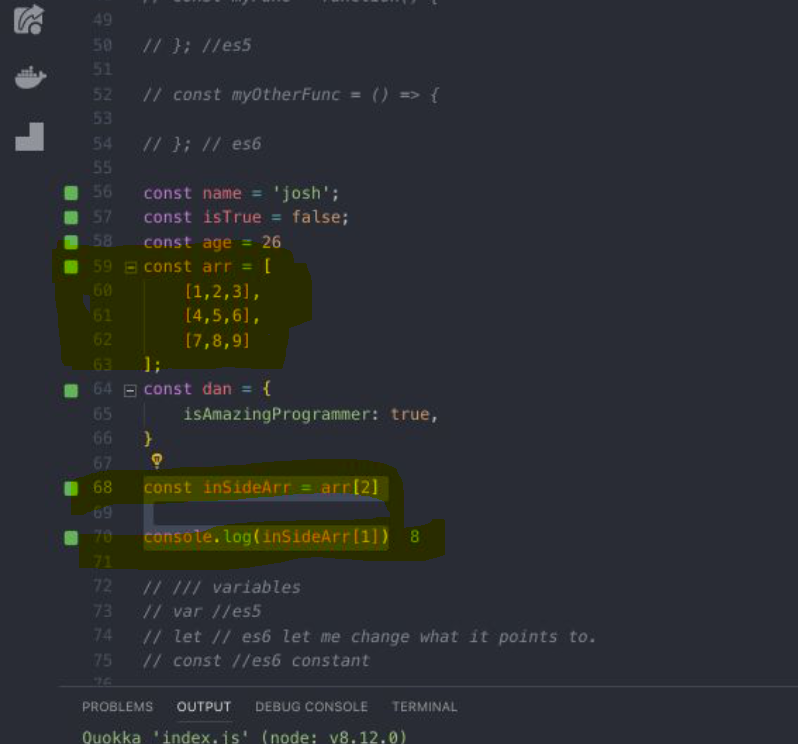 49
50 // }; //es5
51
52 // const myOtherFunc = () => {
53
54 // }; // es6
55
56 const name = 'josh';
57 const isTrue = false;
58 const age = 26
59 const arr = [
60 [1,2,3],
61 [4,5,6],
62 [7,8,9]
63 ];
64 const dan = {
65 isAmazingProgrammer: true,
66 }
67
68 const inSideArr = arr[2]
69
70 console.log(inSideArr[1]) 8
71
72 // /// variables
73 // var //es5
74 // let // es6 let me change what it points to.
75 // const //es6 constant
76
PROBLEMS OUTPUT DEBUG CONSOLE TERMINAL
Quokka 'index.js' (node: v8.12.0)